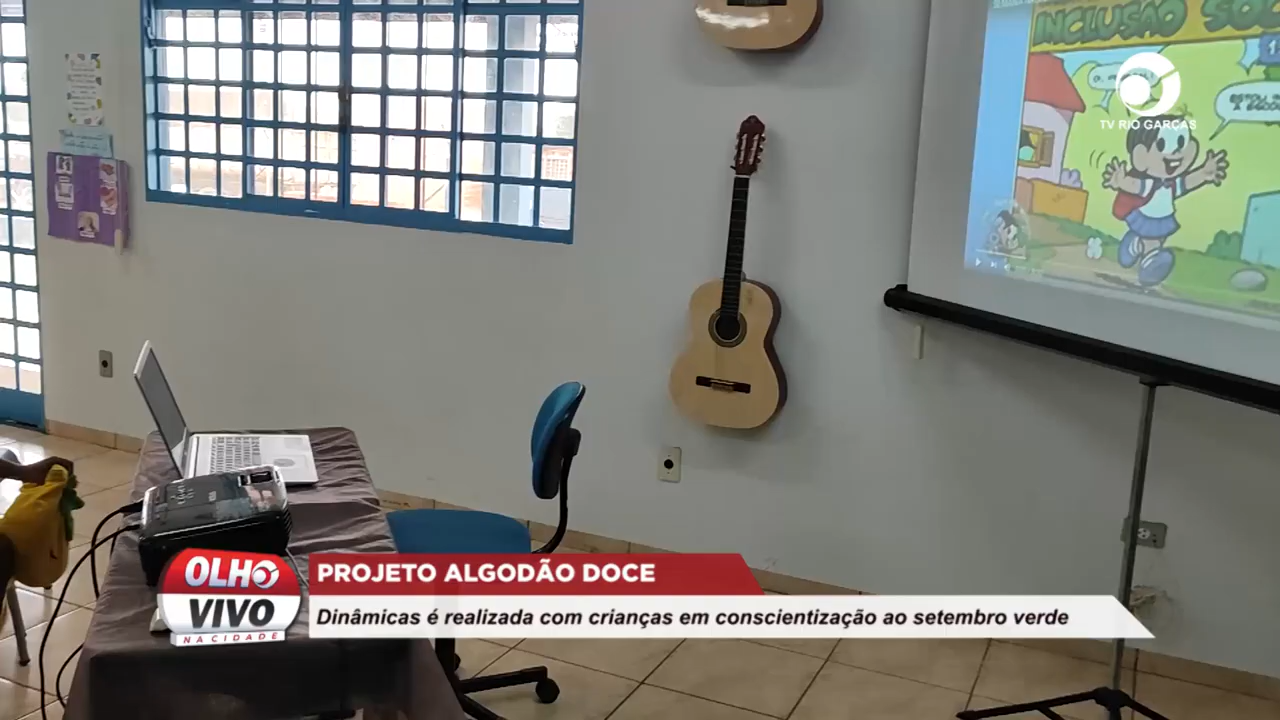 INCLUSÃO
TV RIO GARÇAS
OLHO
VIVO
NA CIDADE
PROJETO ALGODÃO DOCE
Dinâmicas é realizada com crianças em conscientização ao setembro verde